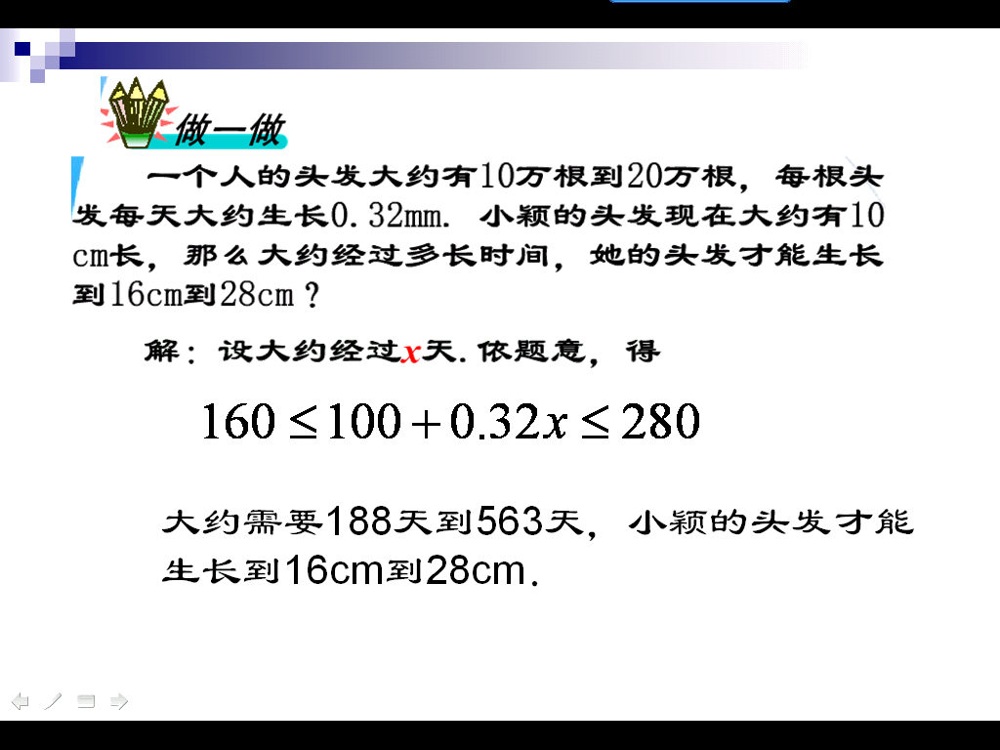 做一做
一个人的头发大约有10万根到20万根，每根头
发每天大约生长0.32mm. 小颖的头发现在大约有10
cm长，那么大约经过多长时间，她的头发才能生长
到16cm到28cm？
解：设大约经过x天.依题意，得
160≤100+0.32x≤280
大约需要188天到563天，小颖的头发才能
生长到16cm到28cm.